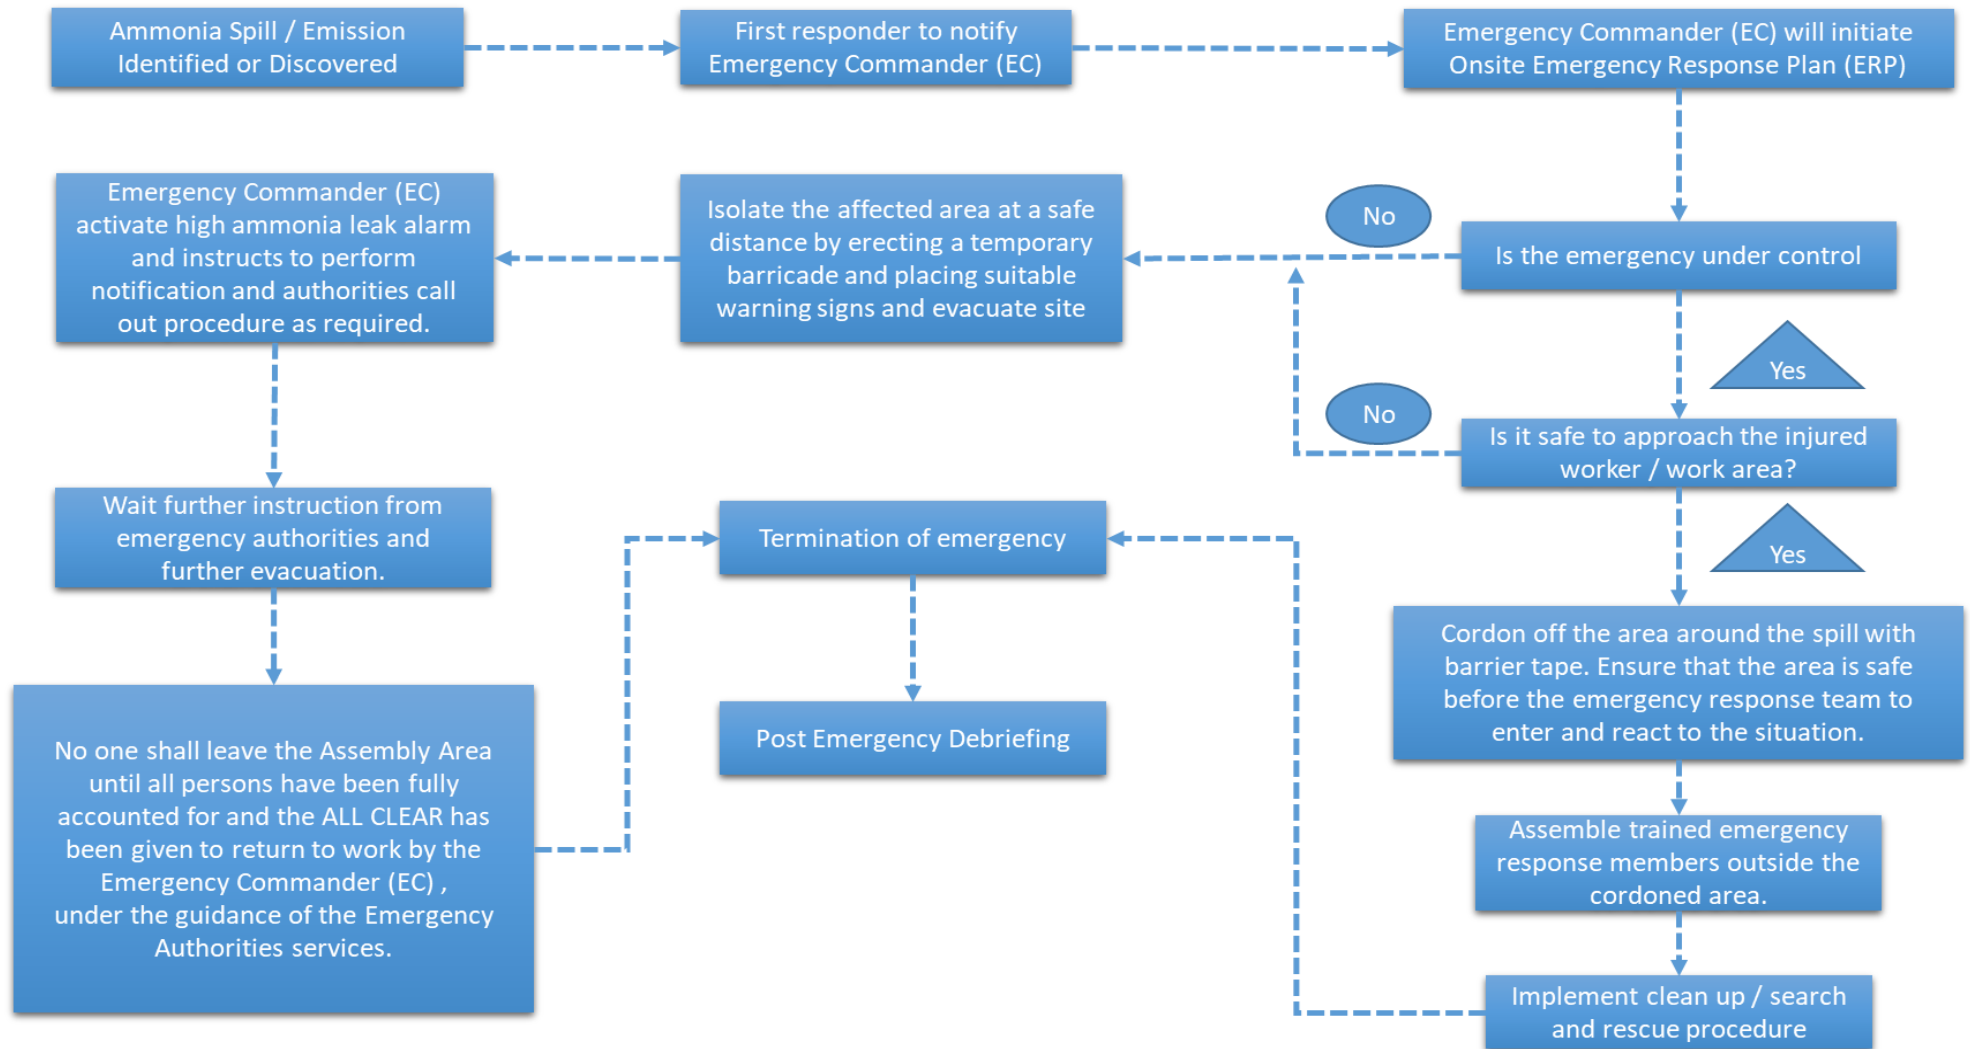 Ammonia Spill / Emission
Identified or Discovered
First responder to notify
Emergency Commander (EC)
Emergency Commander (EC) will initiate
Onsite Emergency Response Plan (ERP)
Emergency Commander (EC)
activate high ammonia leak alarm
and instructs to perform
notification and authorities call
out procedure as required.
Isolate the affected area at a safe
distance by erecting a temporary
barricade and placing suitable
warning signs and evacuate site
No
Is the emergency under control
Yes
No
Is it safe to approach the injured
worker / work area?
Yes
Wait further instruction from
emergency authorities and
further evacuation.
Termination of emergency
Cordon off the area around the spill with
barrier tape. Ensure that the area is safe
before the emergency response team to
enter and react to the situation.
No one shall leave the Assembly Area
until all persons have been fully
accounted for and the ALL CLEAR has
been given to return to work by the
Emergency Commander (EC) ,
under the guidance of the Emergency
Authorities services.
Post Emergency Debriefing
Assemble trained emergency
response members outside the
cordoned area.
Implement clean up / search
and rescue procedure